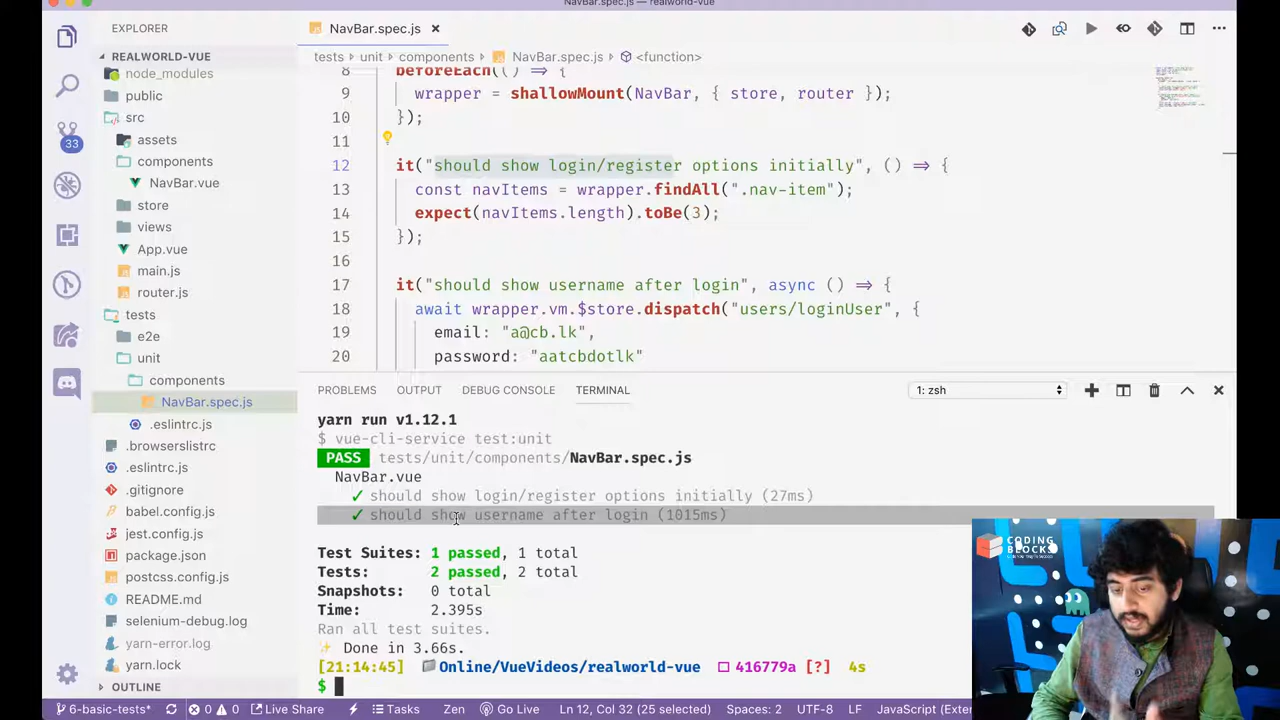 NavBar.spec.js — realworld-vue
EXPLORER
NavBar.spec.js
REALWORLD-VUE
tests › unit › components › NavBar.spec.js › <function>
node_modules
public
src
assets
components
NavBar.vue
store
views
App.vue
main.js
router.js
tests
e2e
unit
components
NavBar.spec.js
.eslintrc.js
.browserslistrc
.eslintrc.js
.gitignore
babel.config.js
jest.config.js
package.json
postcss.config.js
README.md
selenium-debug.log
yarn-error.log
yarn.lock
OUTLINE
33
8 beforeEach(() => {
9 wrapper = shallowMount(NavBar, { store, router });
10 });
11
12 it("should show login/register options initially", () => {
13 const navItems = wrapper.findAll(".nav-item");
14 expect(navItems.length).toBe(3);
15 });
16
17 it("should show username after login", async () => {
18 await wrapper.vm.$store.dispatch("users/loginUser", {
19 email: "a@cb.lk",
20 password: "aatcbdotlk"
PROBLEMS OUTPUT DEBUG CONSOLE TERMINAL 1: zsh
yarn run v1.12.1
$ vue-cli-service test:unit
PASS tests/unit/components/NavBar.spec.js
NavBar.vue
✓ should show login/register options initially (27ms)
✓ should show username after login (1015ms)
Test Suites: 1 passed, 1 total
Tests: 2 passed, 2 total
Snapshots: 0 total
Time: 2.395s
Ran all test suites.
✨ Done in 3.66s.
[21:14:45] Online/VueVideos/realworld-vue 416779a [?] 4s
$
CODING
BLOCKS
6-basic-tests* 0 0 Live Share Tasks Zen Go Live Ln 12, Col 32 (25 selected) Spaces: 2 UTF-8 LF JavaScript (Exter